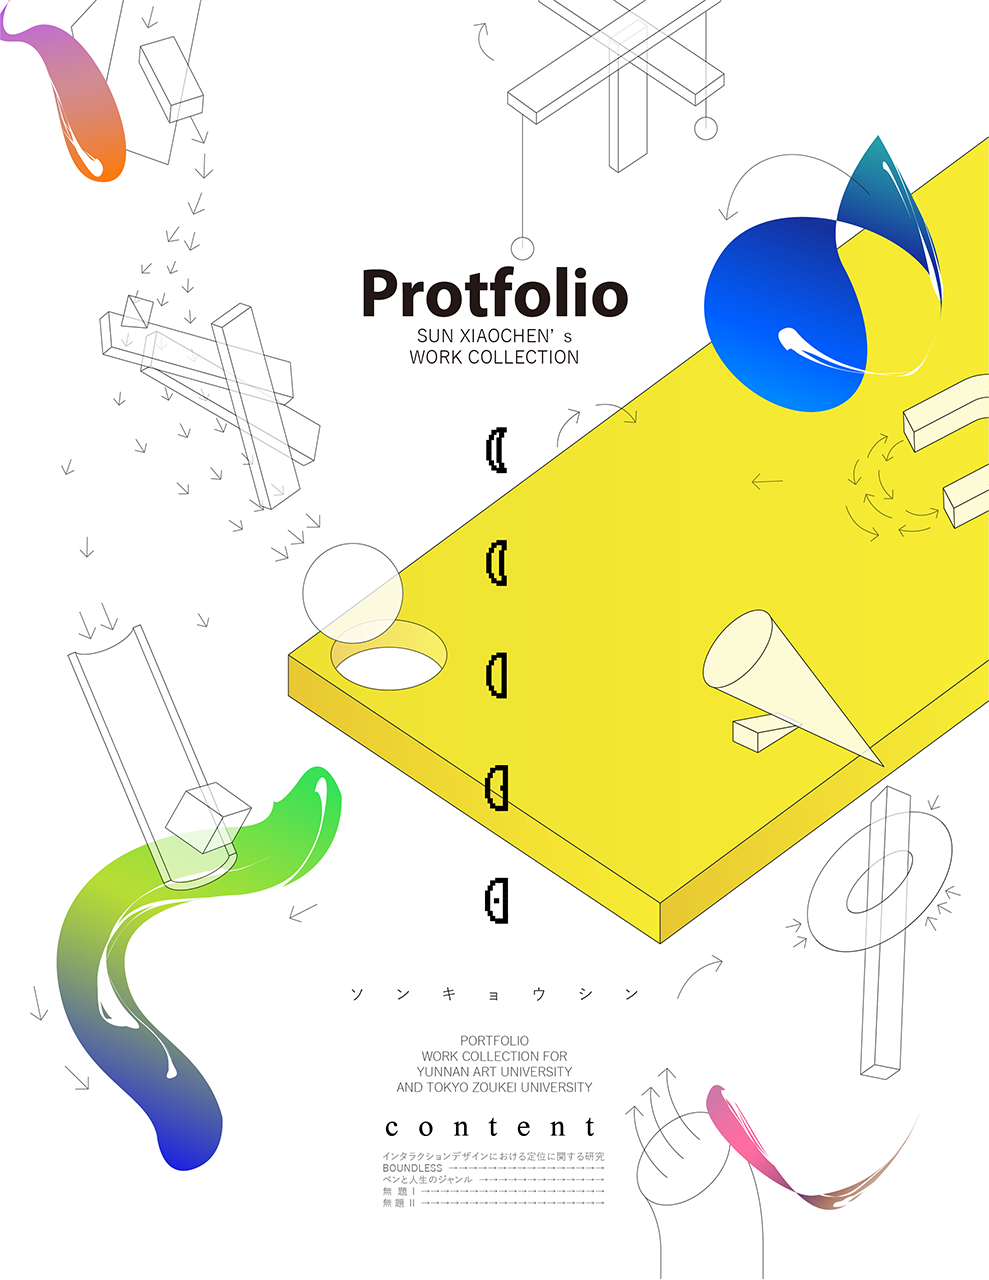 Protfolio
SUN XIAOCHEN’s
WORK COLLECTION
ソンキョウシン
PORTFOLIO
WORK COLLECTION FOR
YUNNAN ART UNIVERSITY
AND TOKYO ZOUKEI UNIVERSITY
content
インタラクションデザインにおける定位に関する研究
BOUNDLESS
ペンと人生のジャンル
無題 I
無題 II